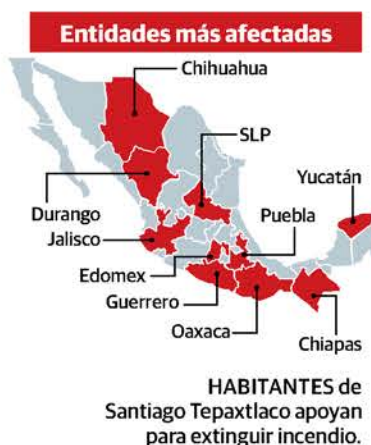 Entidades más afectadas
Chihuahua
SLP
Yucatán
Durango
Puebla
Jalisco
Edomex
Guerrero
Oaxaca
Chiapas
HABITANTES de
Santiago Tepaxtlaco apoyan
para extinguir incendio.